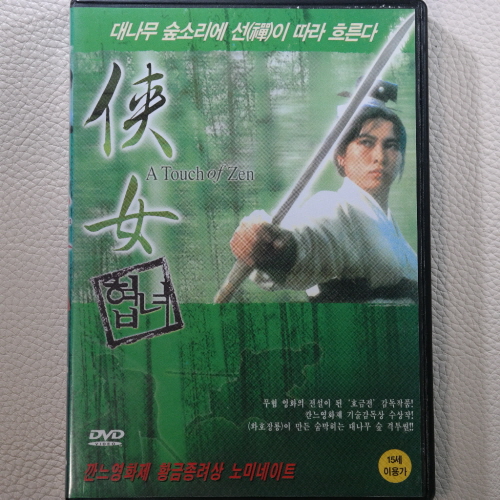 대나무 숲소리에 선(禪)이 따라 흐른다
俠
女
A Touch of Zen
협녀
무협 영화의 전설이 된 '호금전' 감독작품!
칸느영화제 기술감독상 수상작!
(와호장룡)이 만든 숨막히는 대나무 숲 격투씬!!
DVD
VIDEO
깐느영화제 황금종려상 노미네이트
15세
이용가